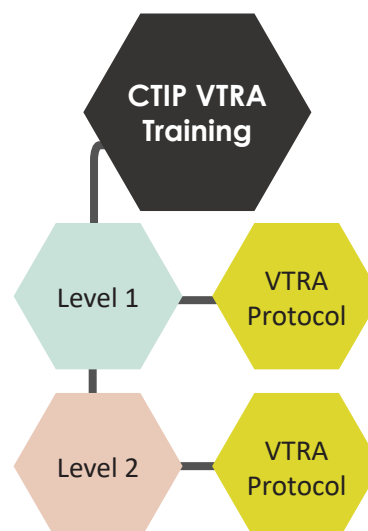 CTIP VTRA
Training
Level 1
VTRA
Protocol
Level 2
VTRA
Protocol